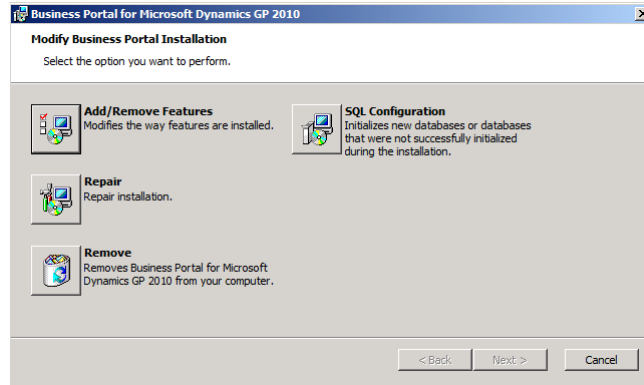 Business Portal for Microsoft Dynamics GP 2010
Modify Business Portal Installation
Select the option you want to perform.
Add/Remove Features
Modifies the way features are installed.
SQL Configuration
Initializes new databases or databases
that were not successfully initialized
during the installation.
Repair
Repair installation.
Remove
Removes Business Portal for Microsoft
Dynamics GP 2010 from your computer.
< Back
Next >
Cancel